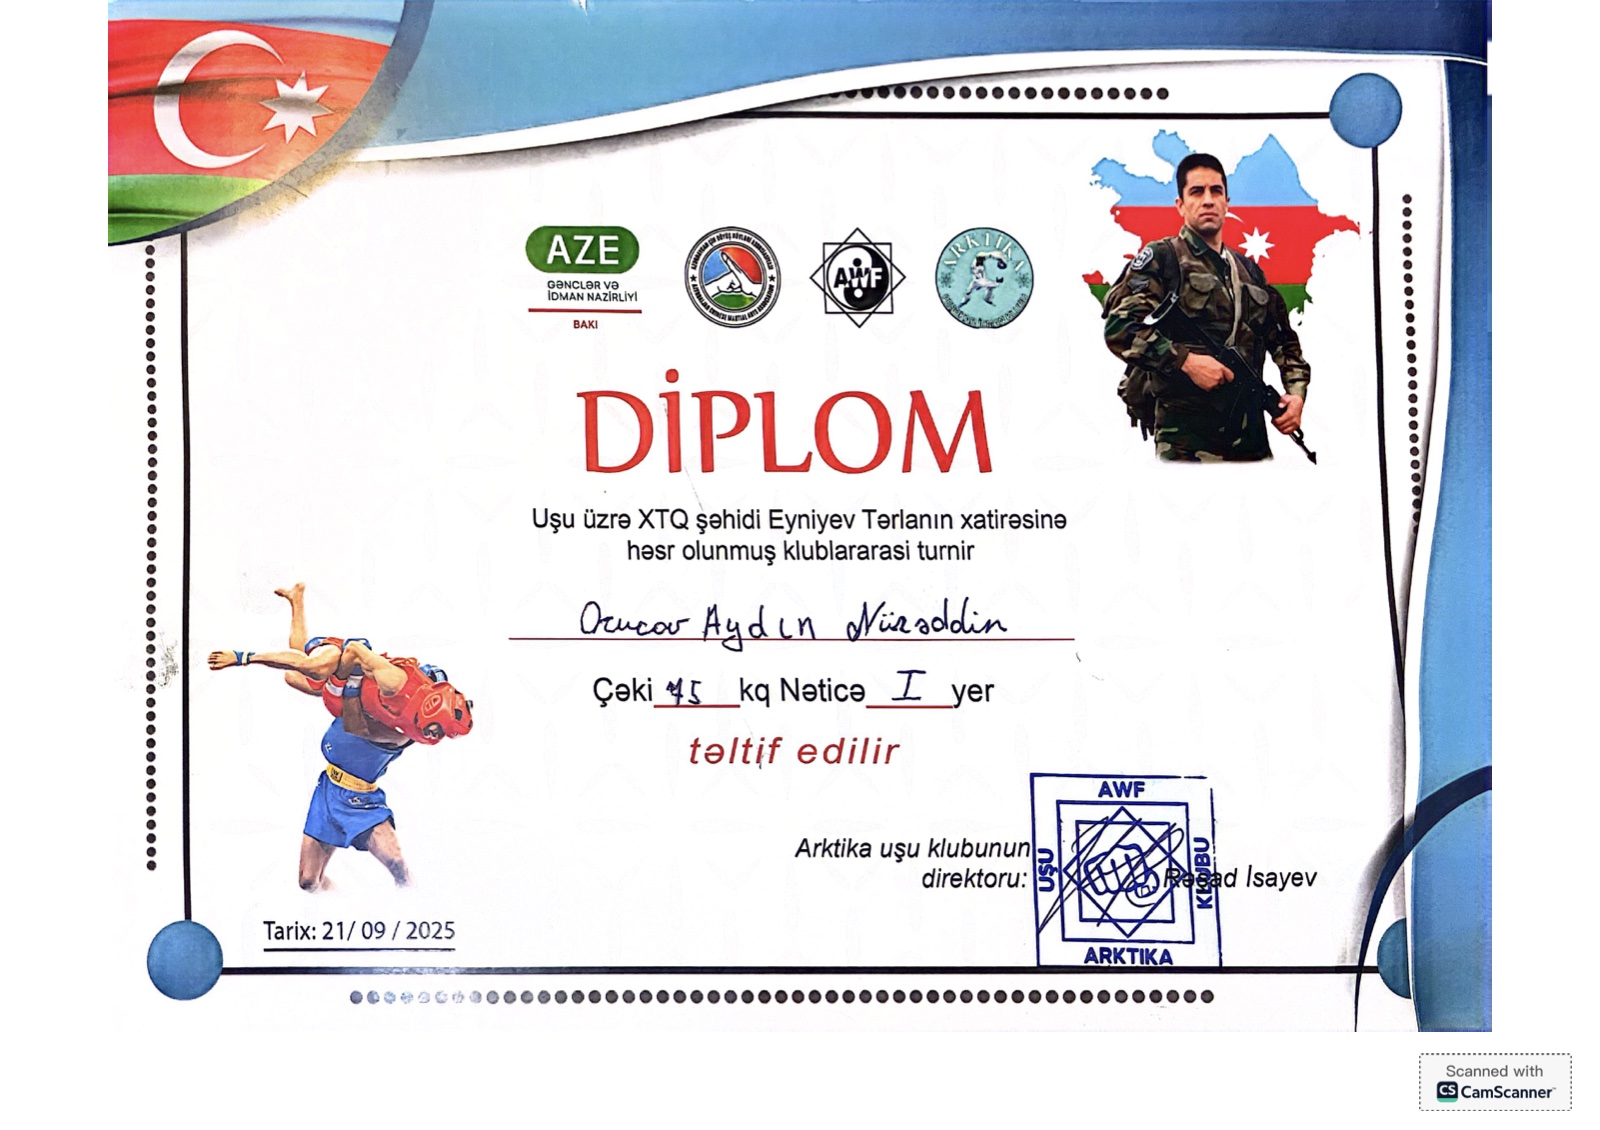 AZE
GƏNCLƏR VƏ
İDMAN NAZİRLİYİ
BAKI
AWF
ARKTIKA
DİPLOM
Uşu üzrə XTQ şəhidi Eyniyev Tərlanın xatirəsinə
həsr olunmuş klublararasi turnir
Orucov Aydın Nürəddin
Çəki 45 kq Nəticə I yer
təltif edilir
Arktika uşu klubunun
direktoru: Rəşad Isayev
AWF
UŞU
KLUBU
ARKTIKA
Tarix: 21/ 09 / 2025
Scanned with
CS CamScanner